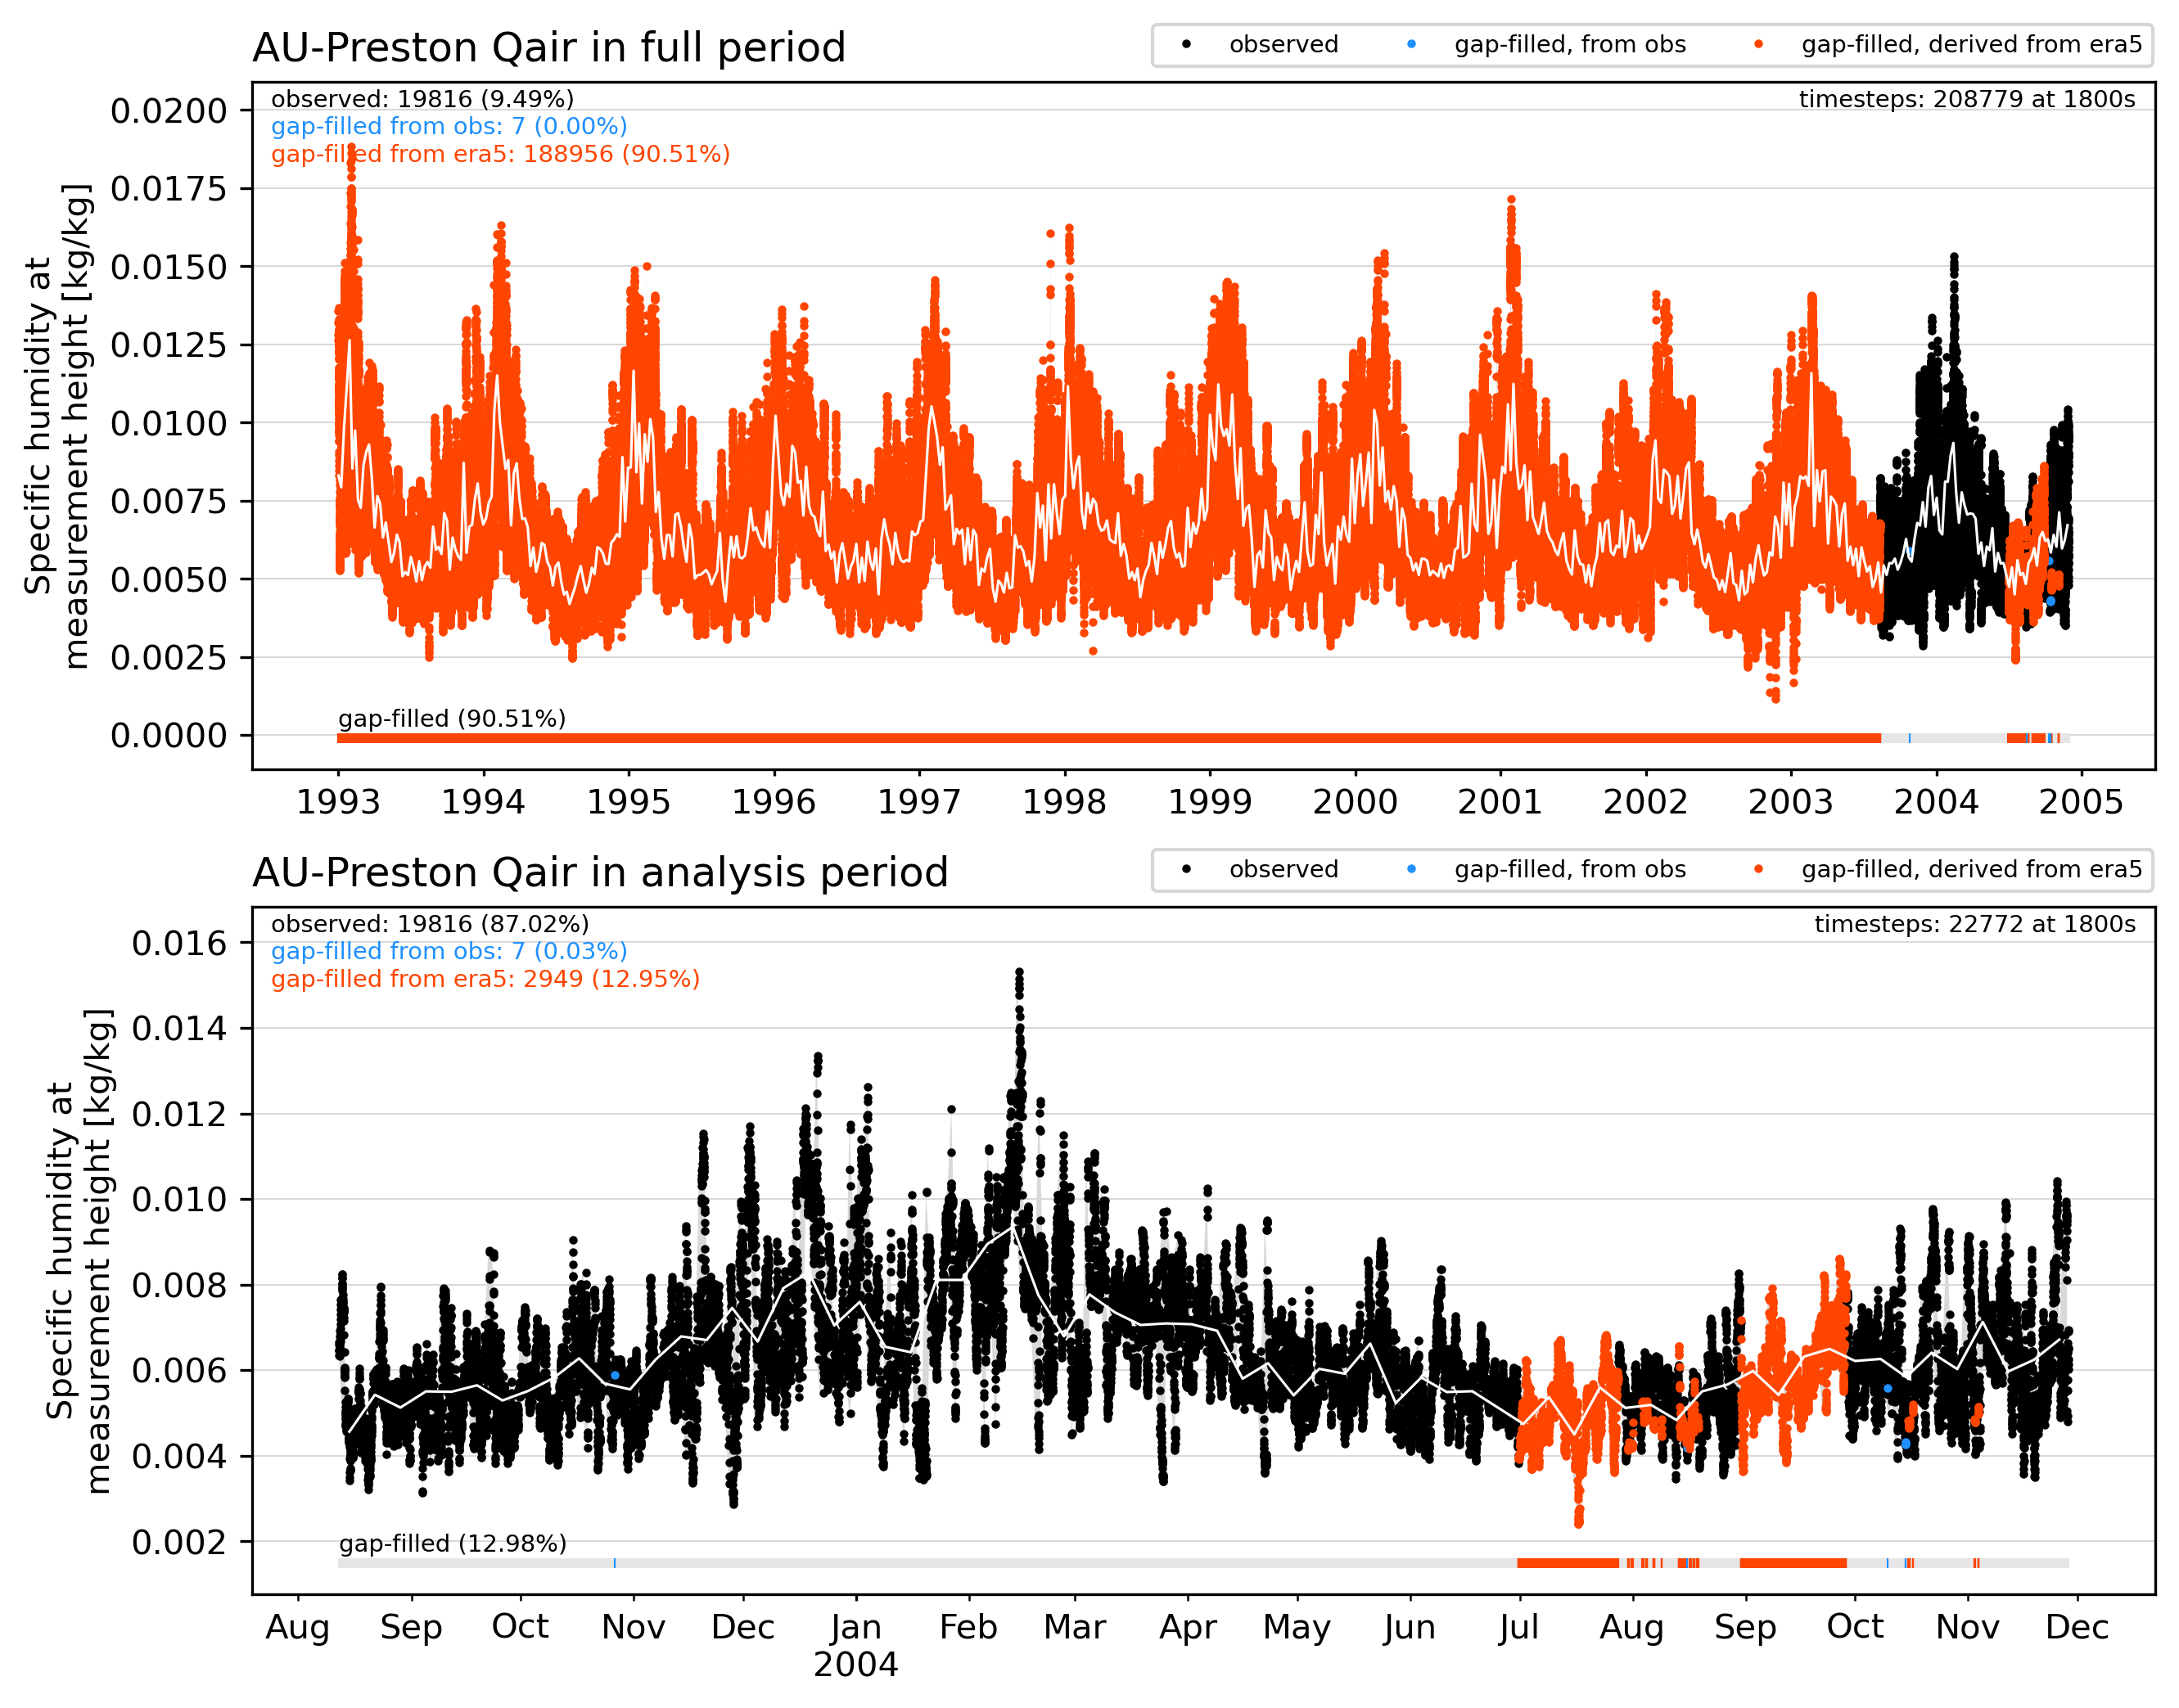 AU-Preston Qair in full period
observed
gap-filled, from obs
gap-filled, derived from era5
observed: 19816 (9.49%)
gap-filled from obs: 7 (0.00%)
gap-filled from era5: 188956 (90.51%)
timesteps: 208779 at 1800s
Specific humidity at
measurement height [kg/kg]
0.0200
0.0175
0.0150
0.0125
0.0100
0.0075
0.0050
0.0025
0.0000
gap-filled (90.51%)
1993 1994 1995 1996 1997 1998 1999 2000 2001 2002 2003 2004 2005
AU-Preston Qair in analysis period
observed
gap-filled, from obs
gap-filled, derived from era5
observed: 19816 (87.02%)
gap-filled from obs: 7 (0.03%)
gap-filled from era5: 2949 (12.95%)
timesteps: 22772 at 1800s
Specific humidity at
measurement height [kg/kg]
0.016
0.014
0.012
0.010
0.008
0.006
0.004
0.002
gap-filled (12.98%)
Aug Sep Oct Nov Dec Jan Feb Mar Apr May Jun Jul Aug Sep Oct Nov Dec
2004